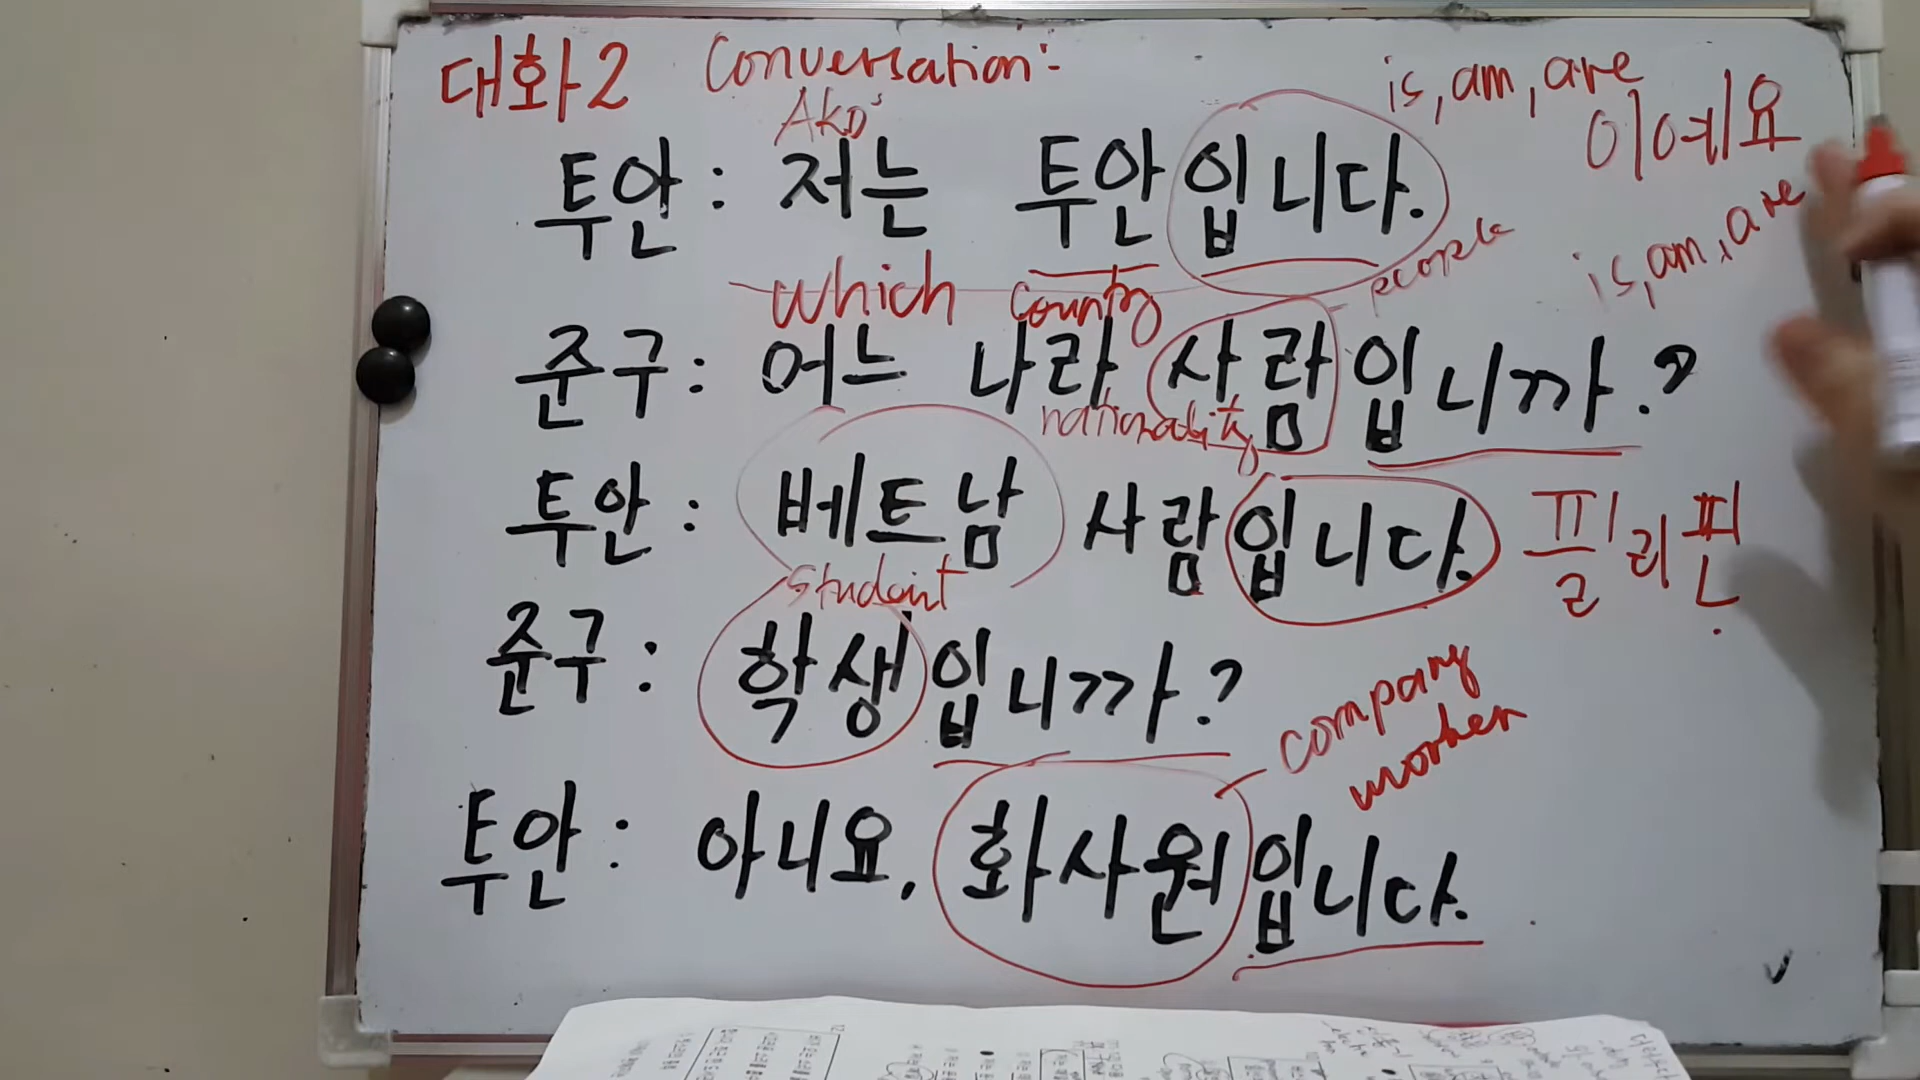 대화2 Conversation:
is, am, are
이에요
AKO
투안: 저는 투안입니다.
is, am, are
people
which country
준구: 어느 나라 사람입니까?
nationality
투안: 베트남 사람입니다. 필리핀
student
준구: 학생입니까?
company
worker
투안: 아니요, 화사원입니다.